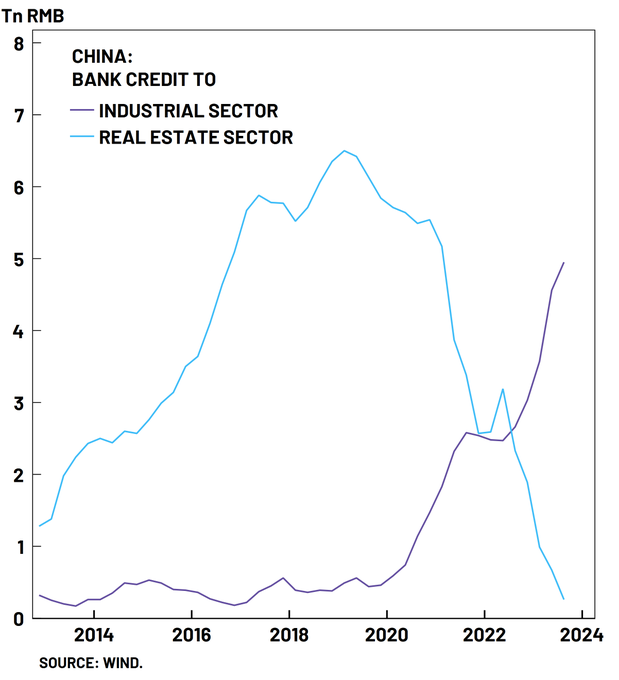 Tn RMB
8
CHINA:
BANK CREDIT TO
INDUSTRIAL SECTOR
7
REAL ESTATE SECTOR
6
5
4
3
2
1
0
2014 2016 2018 2020 2022 2024
SOURCE: WIND.